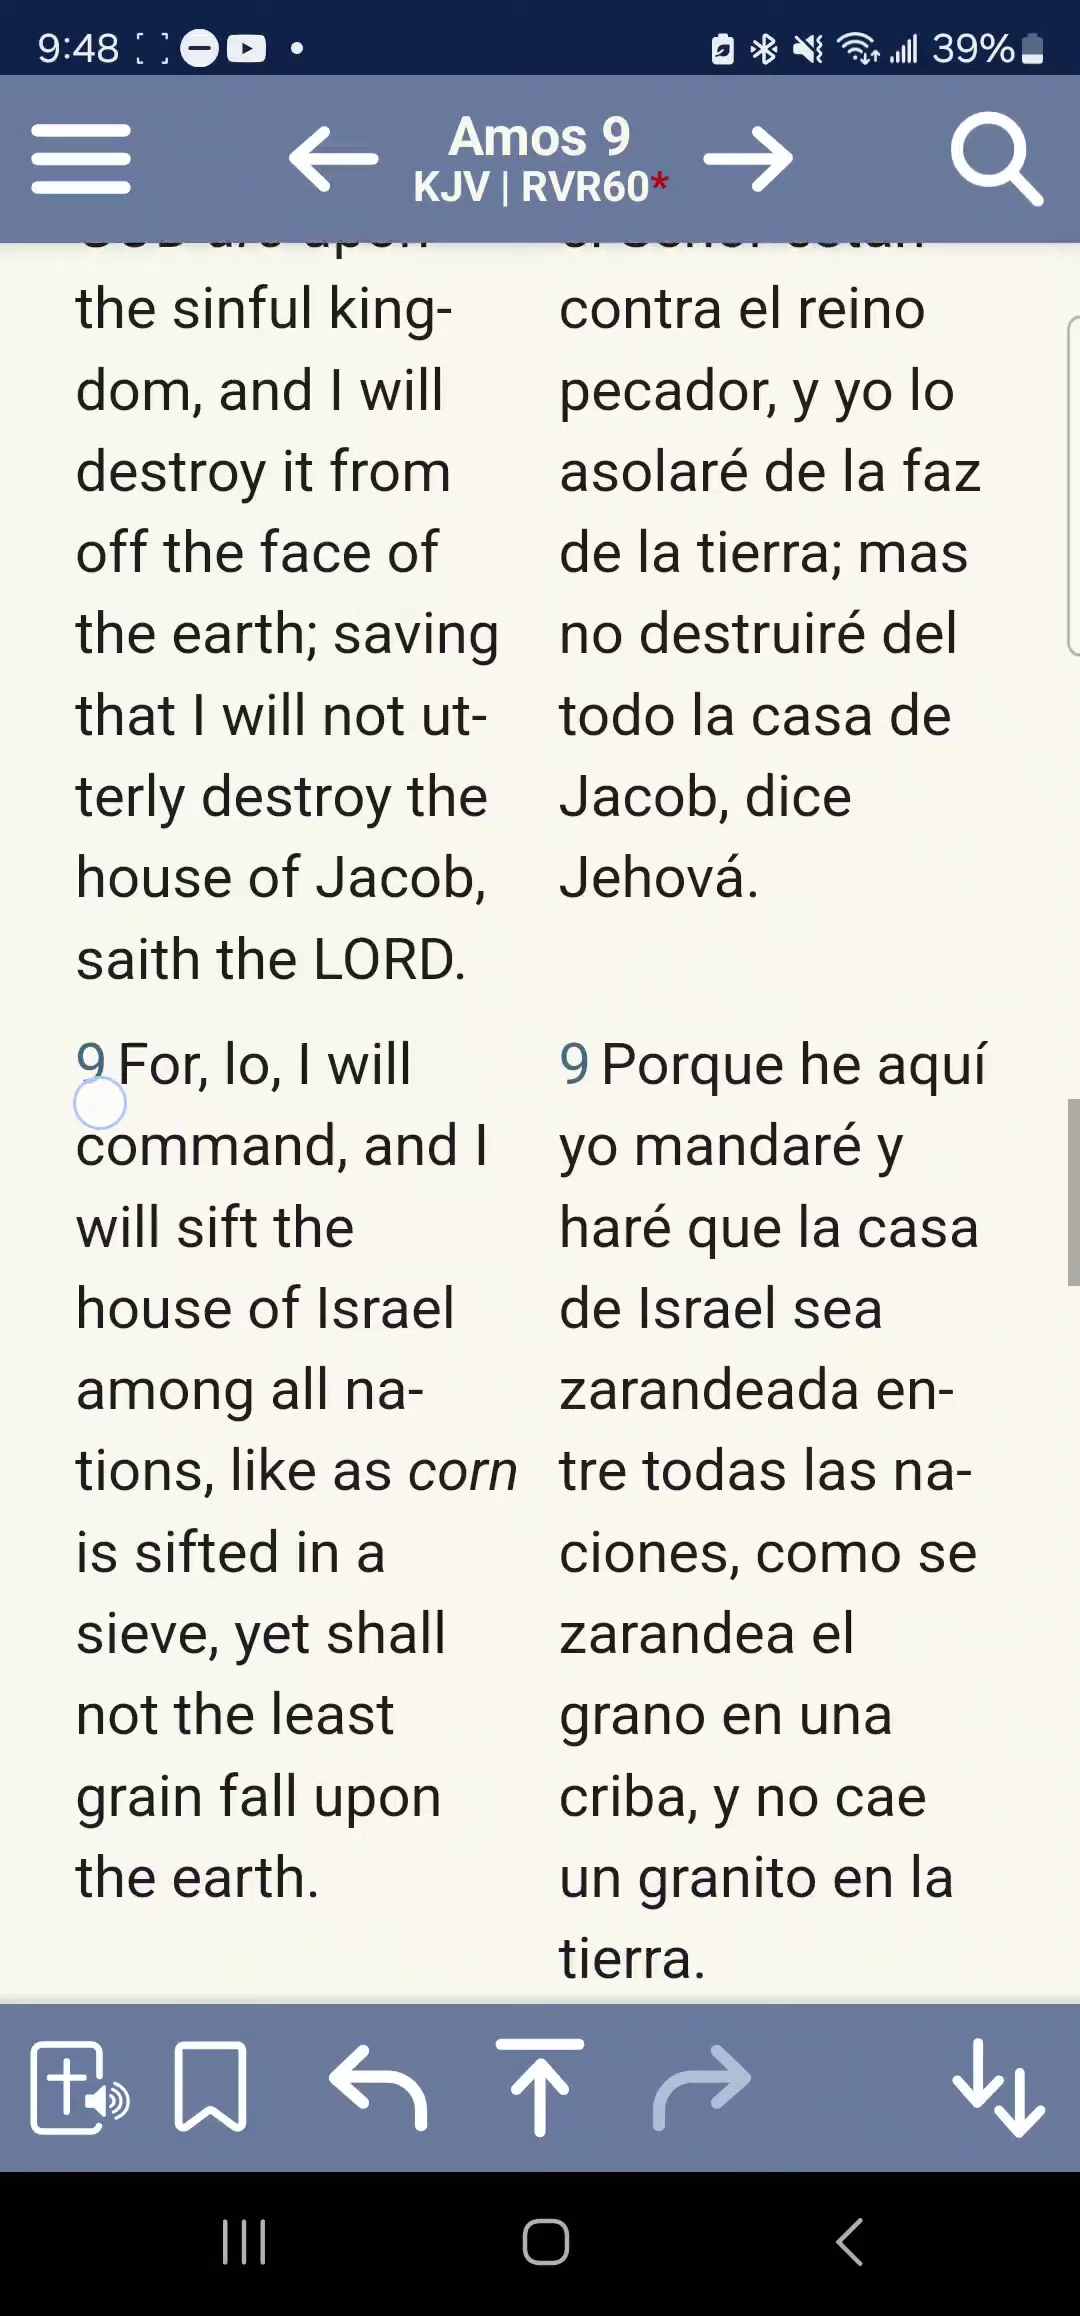 9:48
39%
Amos 9
KJV | RVR60*
the sinful king-
dom, and I will
destroy it from
off the face of
the earth; saving
that I will not ut-
terly destroy the
house of Jacob,
saith the LORD.
9 For, lo, I will
command, and I
will sift the
house of Israel
among all na-
tions, like as corn
is sifted in a
sieve, yet shall
not the least
grain fall upon
the earth.
contra el reino
pecador, y yo lo
asolaré de la faz
de la tierra; mas
no destruiré del
todo la casa de
Jacob, dice
Jehová.
9 Porque he aquí
yo mandaré y
haré que la casa
de Israel sea
zarandeada en-
tre todas las na-
ciones, como se
zarandea el
grano en una
criba, y no cae
un granito en la
tierra.